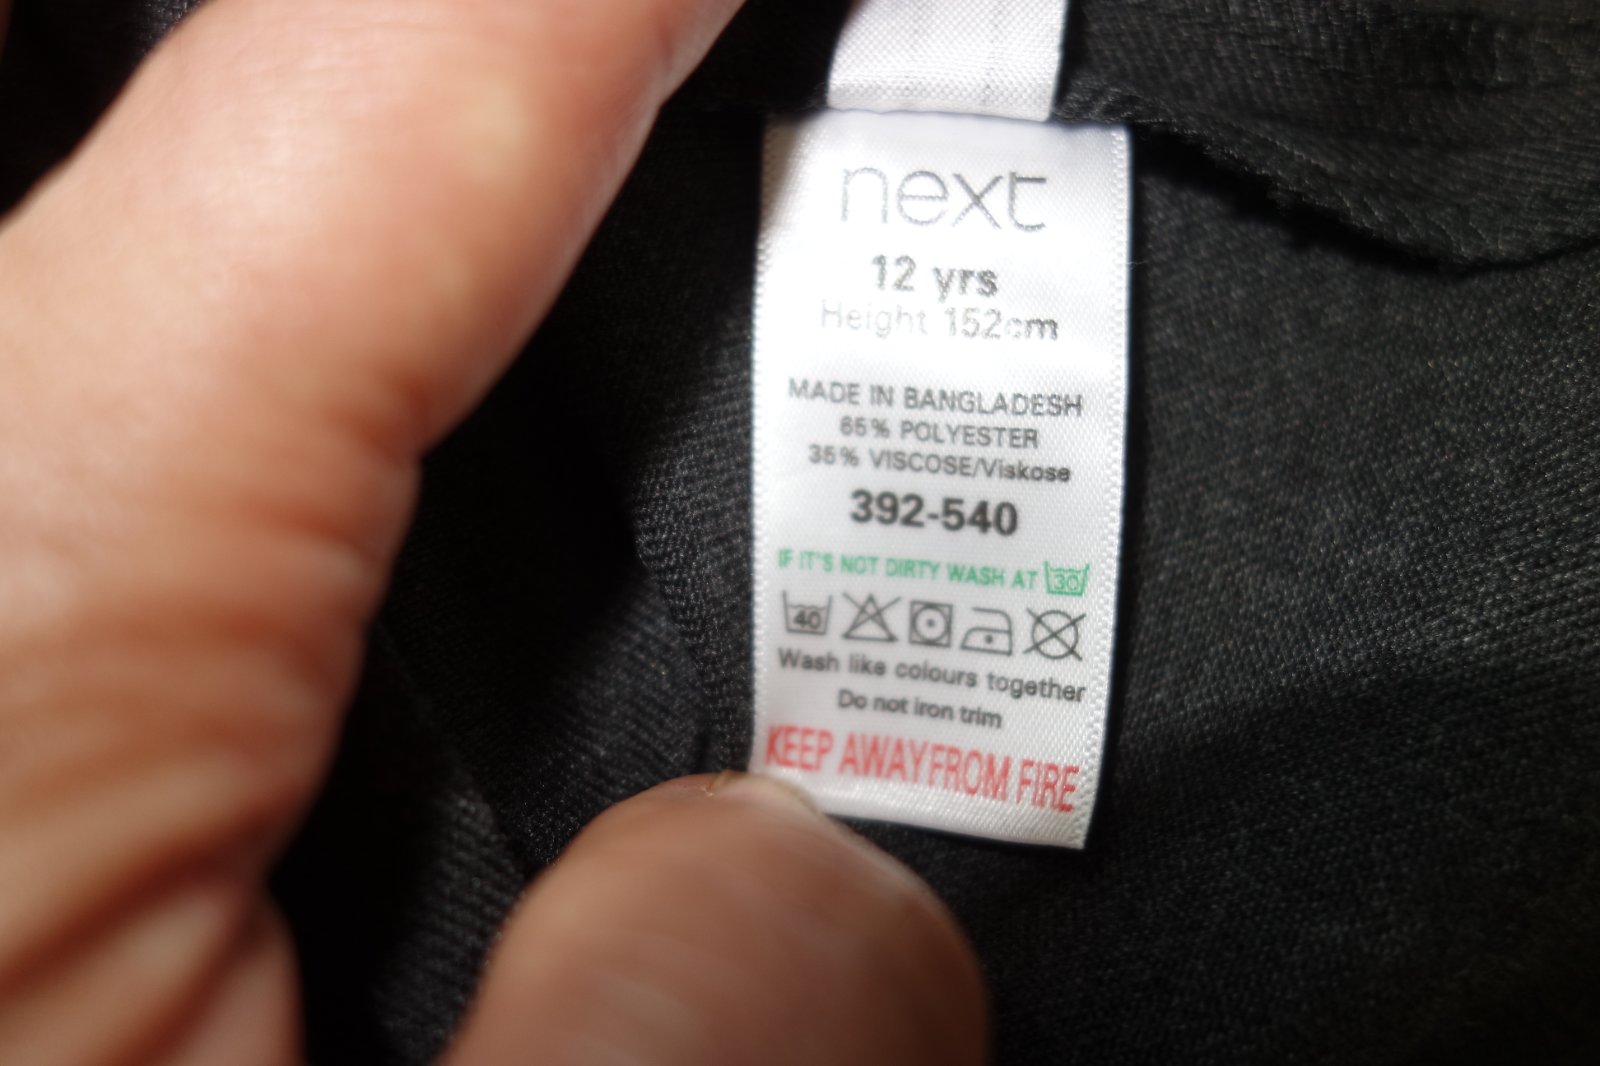 next
12 yrs
Height 152cm
MADE IN BANGLADESH
65% POLYESTER
35% VISCOSE/Viskose
392-540
IF IT'S NOT DIRTY WASH AT 30
40
Wash like colours together
Do not iron trim
KEEP AWAY FROM FIRE